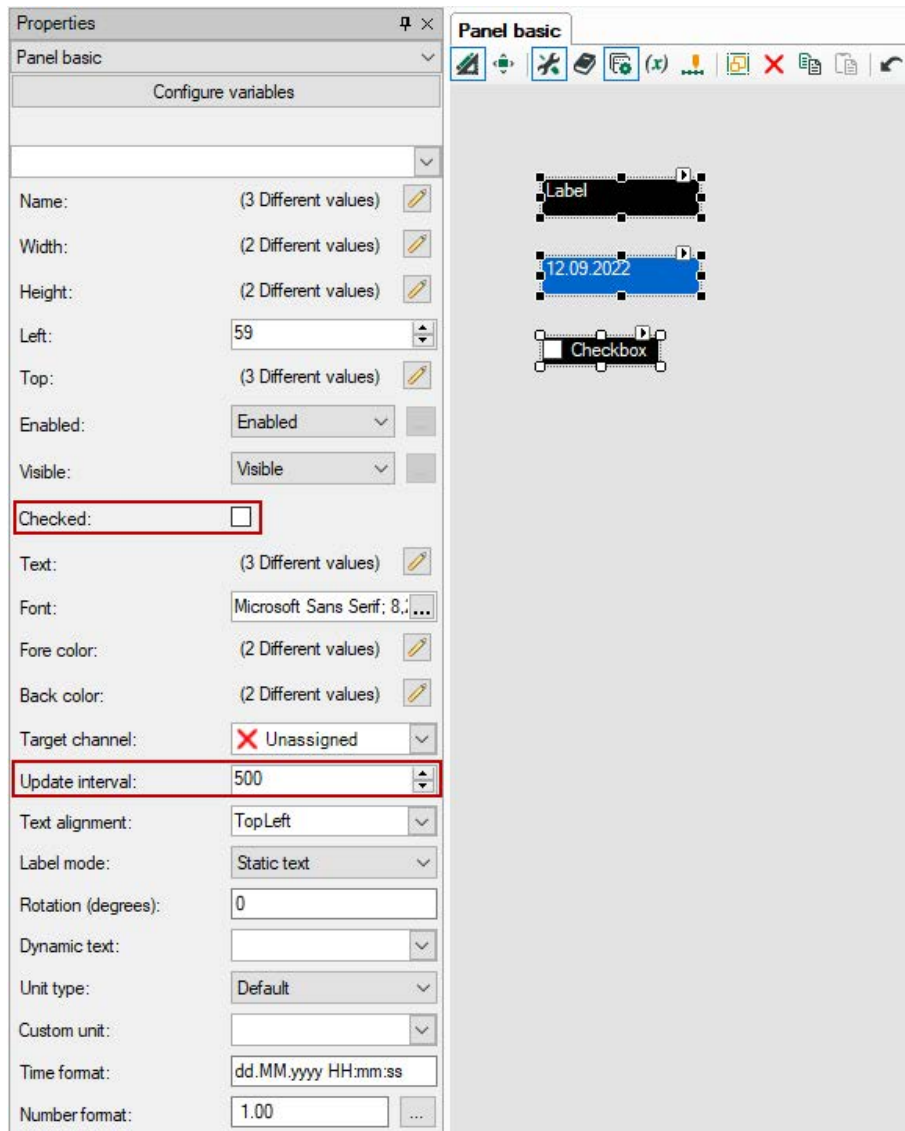 Properties
Panel basic
Configure variables
Name: (3 Different values)
Width: (2 Different values)
Height: (2 Different values)
Left: 59
Top: (3 Different values)
Enabled: Enabled
Visible: Visible
Checked:
Text: (3 Different values)
Font: Microsoft Sans Serif; 8,2...
Fore color: (2 Different values)
Back color: (2 Different values)
Target channel: Unassigned
Update interval: 500
Text alignment: TopLeft
Label mode: Static text
Rotation (degrees): 0
Dynamic text:
Unit type: Default
Custom unit:
Time format: dd.MM.yyyy HH:mm:ss
Number format: 1.00 ...
Panel basic
(x)
Label
12.09.2022
Checkbox